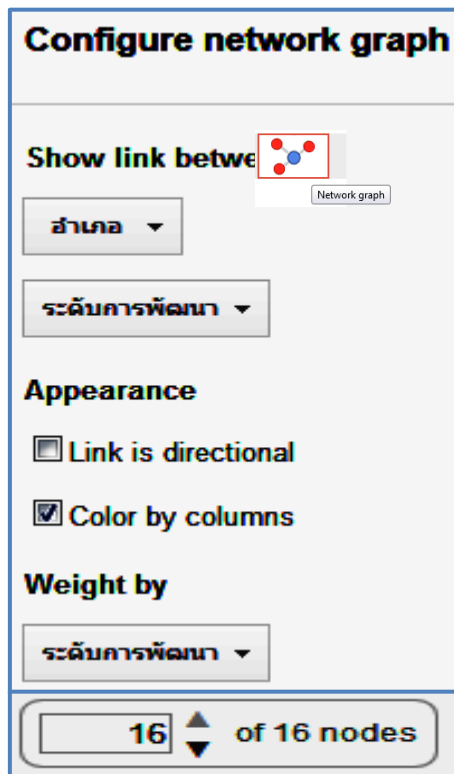 Configure network graph
Show link betwe
Network graph
อำเภอ
ระดับการพัฒนา
Appearance
Link is directional
Color by columns
Weight by
ระดับการพัฒนา
16 of 16 nodes